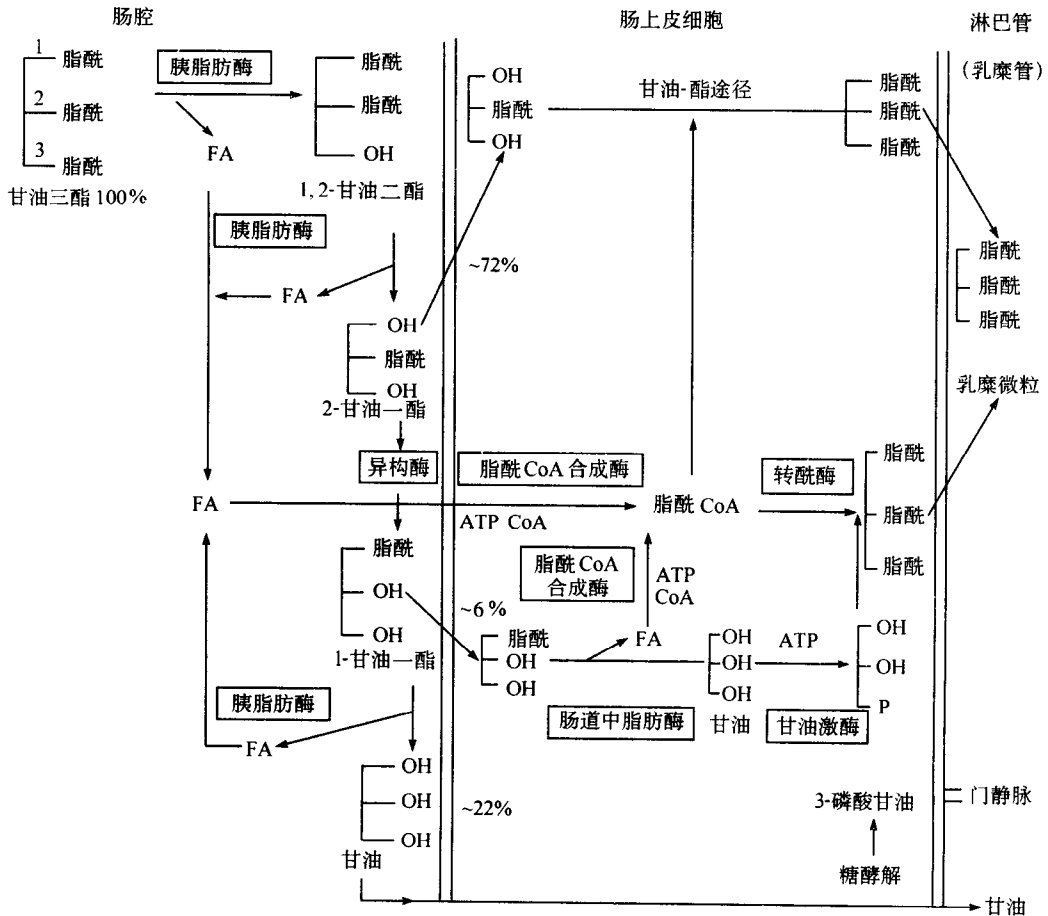 肠腔
肠上皮细胞
淋巴管
(乳糜管)
1
脂酰
2
脂酰
3
脂酰
甘油三酯 100%
胰脂肪酶
FA
脂酰
脂酰
OH
1,2-甘油二酯
OH
脂酰
OH
甘油-酯途径
脂酰
脂酰
脂酰
胰脂肪酶
FA
~72%
脂酰
脂酰
脂酰
OH
脂酰
OH
2-甘油一酯
乳糜微粒
异构酶
脂酰 CoA 合成酶
转酰酶
脂酰
脂酰
脂酰
FA
ATP CoA
脂酰 CoA
脂酰
OH
OH
1-甘油一酯
脂酰 CoA
合成酶
ATP
CoA
~6%
脂酰
OH
OH
FA
OH
OH
OH
甘油
ATP
OH
OH
P
胰脂肪酶
FA
肠道中脂肪酶
甘油激酶
OH
OH
OH
甘油
~22%
3-磷酸甘油
糖酵解
门静脉
甘油